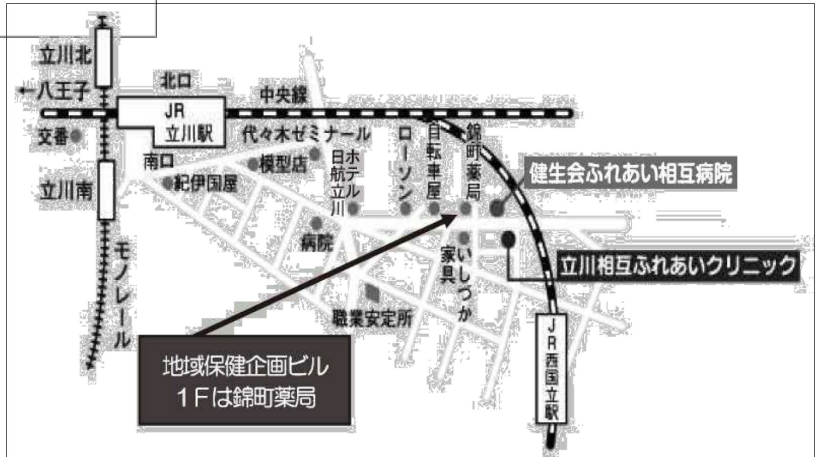 立川北
←八王子
北口
中央線
JR
立川駅
交番
代々木ゼミナール
南口
模型店
紀伊国屋
立川南
ホテル
日航立川
ローソン
自転車屋
錦町薬局
健生会ふれあい相互病院
病院
いしづか
家具
立川相互ふれあいクリニック
モノレール
職業安定所
JR西国立駅
地域保健企画ビル
1Fは錦町薬局